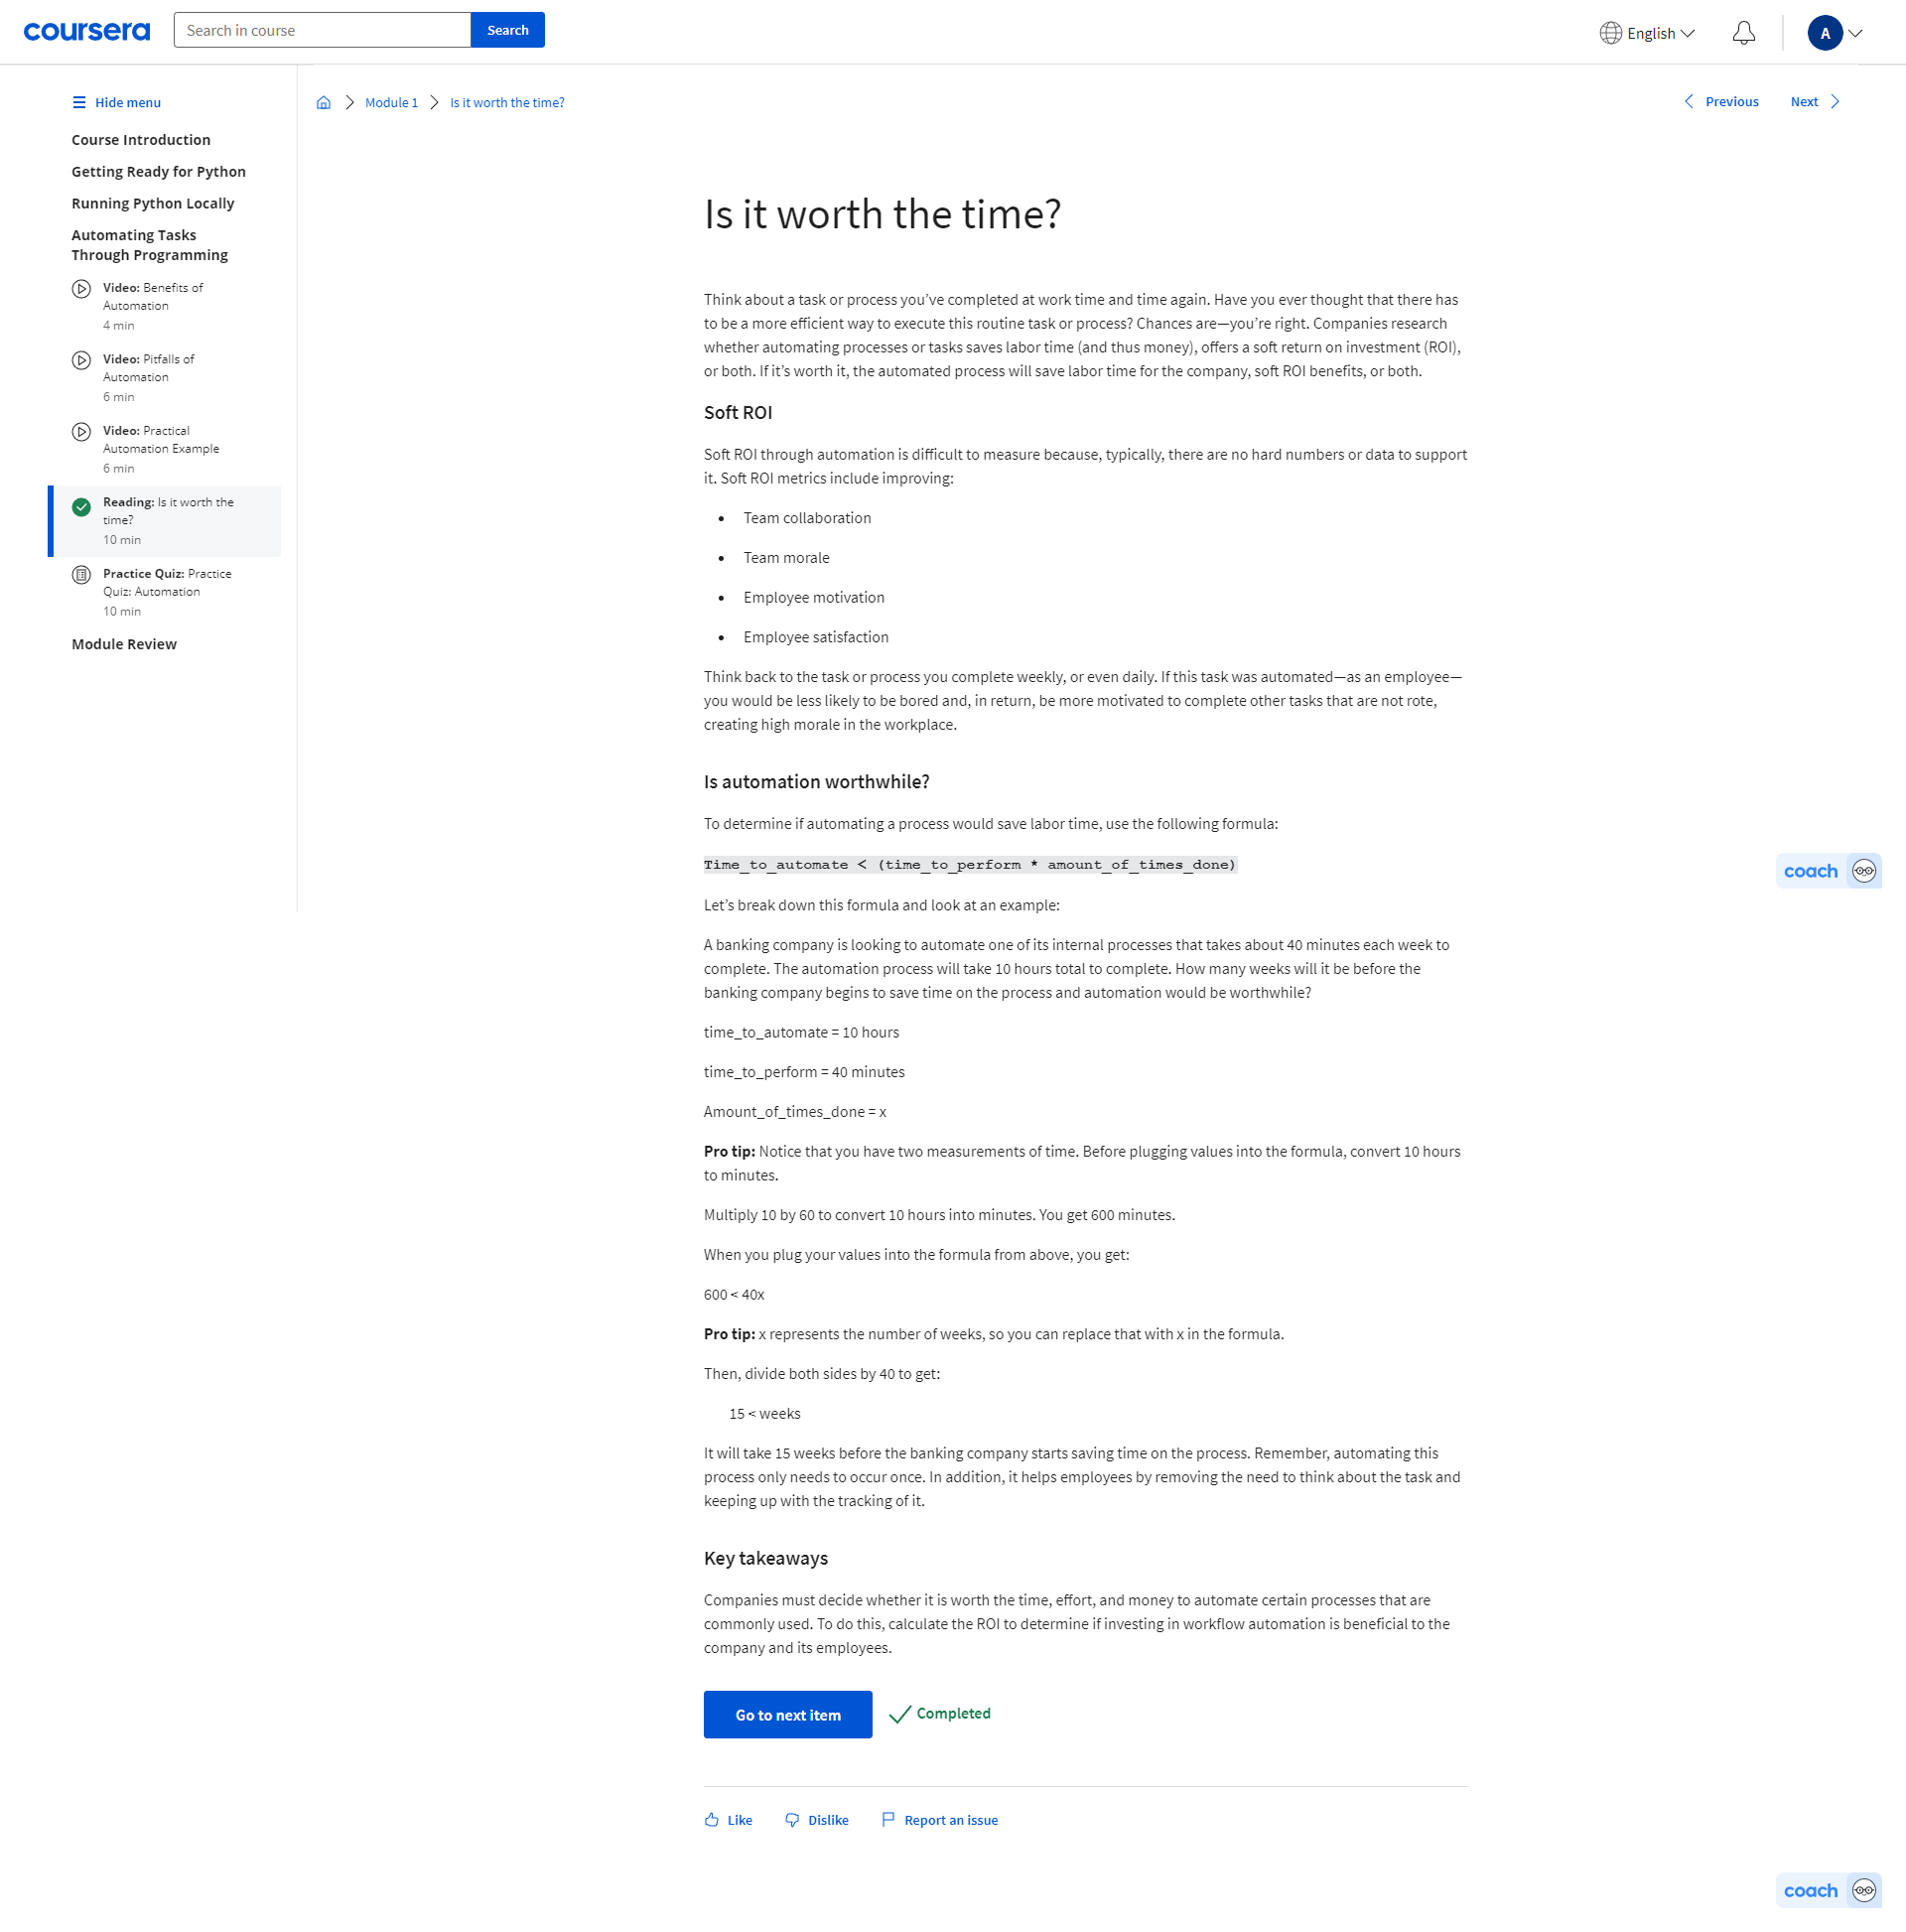 coursera
Search in course
Search
English
A
Hide menu
Course Introduction
Getting Ready for Python
Running Python Locally
Automating Tasks
Through Programming
Video: Benefits of
Automation
4 min
Video: Pitfalls of
Automation
6 min
Video: Practical
Automation Example
6 min
Reading: Is it worth the
time?
10 min
Practice Quiz: Practice
Quiz: Automation
10 min
Module Review
Module 1
Is it worth the time?
Previous
Next
Is it worth the time?
Think about a task or process you’ve completed at work time and time again. Have you ever thought that there has
to be a more efficient way to execute this routine task or process? Chances are—you’re right. Companies research
whether automating processes or tasks saves labor time (and thus money), offers a soft return on investment (ROI),
or both. If it’s worth it, the automated process will save labor time for the company, soft ROI benefits, or both.
Soft ROI
Soft ROI through automation is difficult to measure because, typically, there are no hard numbers or data to support
it. Soft ROI metrics include improving:
• Team collaboration
• Team morale
• Employee motivation
• Employee satisfaction
Think back to the task or process you complete weekly, or even daily. If this task was automated—as an employee—
you would be less likely to be bored and, in return, be more motivated to complete other tasks that are not rote,
creating high morale in the workplace.
Is automation worthwhile?
To determine if automating a process would save labor time, use the following formula:
Time_to_automate < (time_to_perform * amount_of_times_done)
Let’s break down this formula and look at an example:
A banking company is looking to automate one of its internal processes that takes about 40 minutes each week to
complete. The automation process will take 10 hours total to complete. How many weeks will it be before the
banking company begins to save time on the process and automation would be worthwhile?
time_to_automate = 10 hours
time_to_perform = 40 minutes
Amount_of_times_done = x
Pro tip: Notice that you have two measurements of time. Before plugging values into the formula, convert 10 hours
to minutes.
Multiply 10 by 60 to convert 10 hours into minutes. You get 600 minutes.
When you plug your values into the formula from above, you get:
600 < 40x
Pro tip: x represents the number of weeks, so you can replace that with x in the formula.
Then, divide both sides by 40 to get:
15 < weeks
It will take 15 weeks before the banking company starts saving time on the process. Remember, automating this
process only needs to occur once. In addition, it helps employees by removing the need to think about the task and
keeping up with the tracking of it.
Key takeaways
Companies must decide whether it is worth the time, effort, and money to automate certain processes that are
commonly used. To do this, calculate the ROI to determine if investing in workflow automation is beneficial to the
company and its employees.
Go to next item
Completed
Like
Dislike
Report an issue
coach
coach